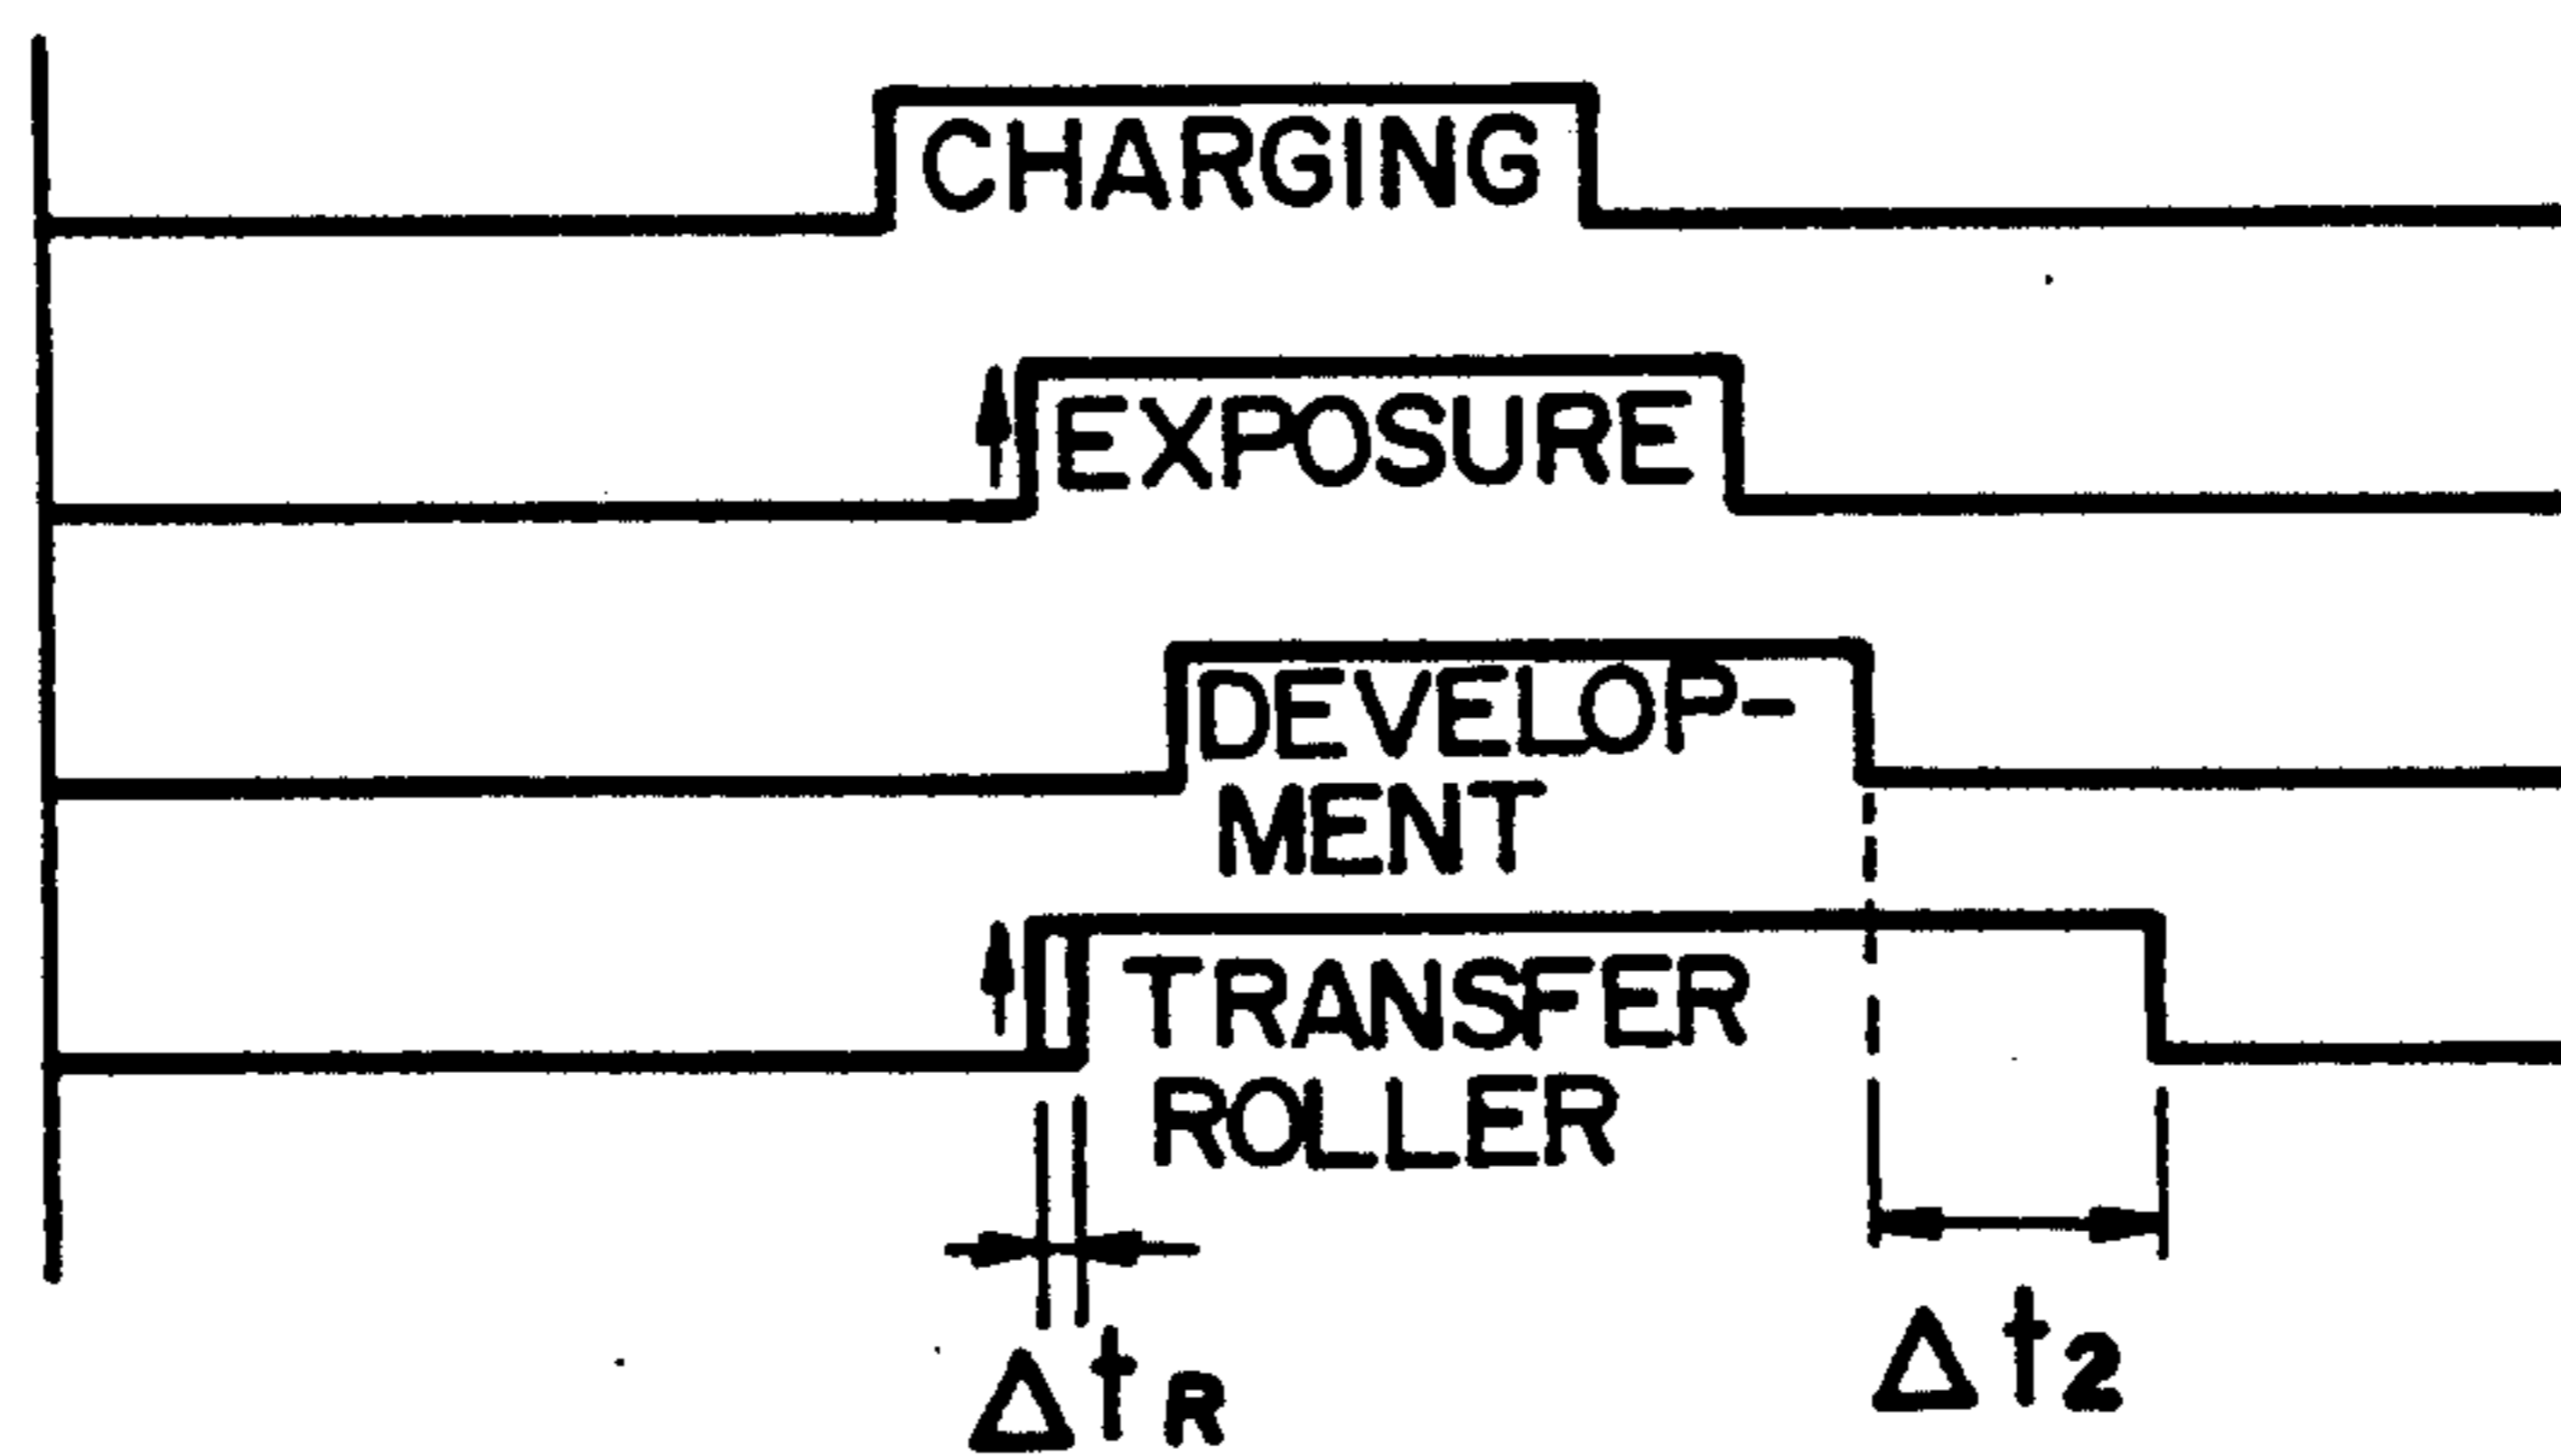 CHARGING
EXPOSURE
DEVELOP-
MENT
TRANSFER
ROLLER
Δt2
ΔtR